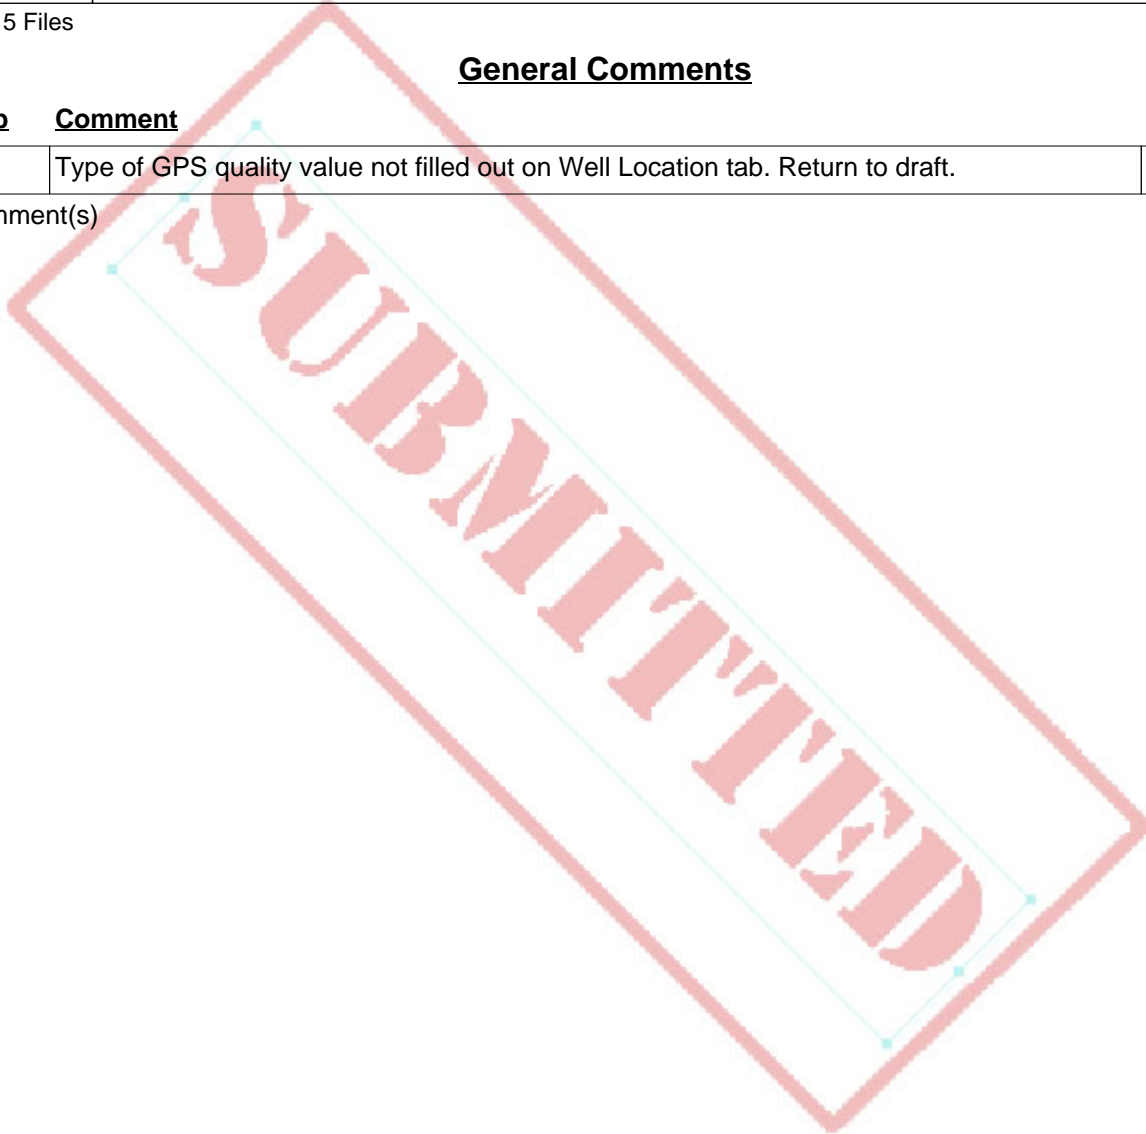 5 Files
General Comments
Comment
Type of GPS quality value not filled out on Well Location tab. Return to draft.
mment(s)
SUBMITTED